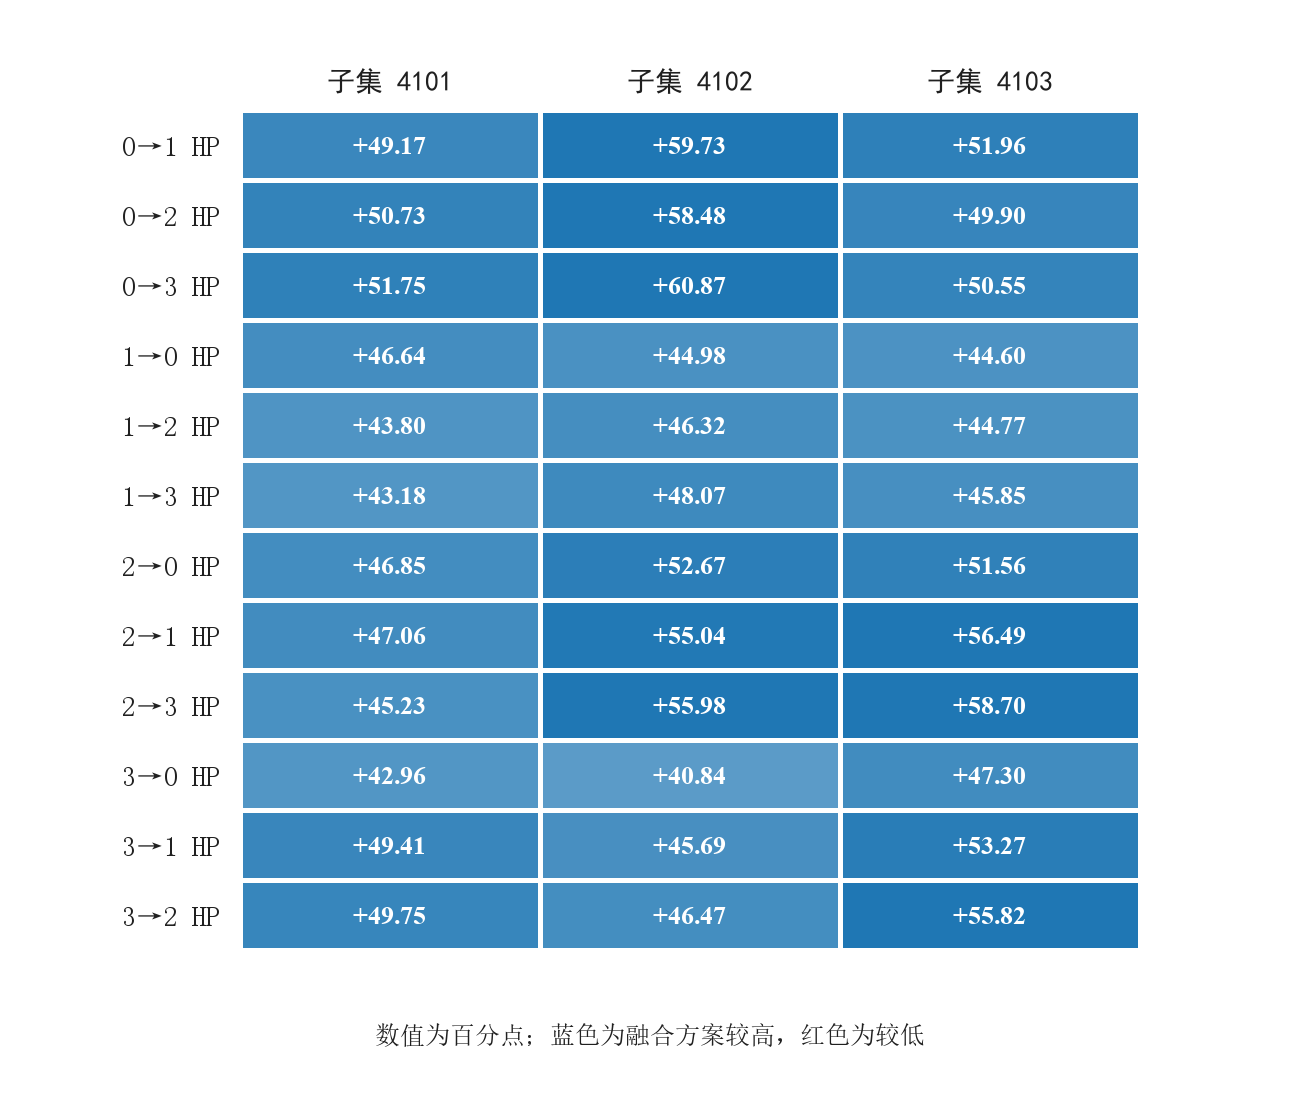 子集 4101 子集 4102 子集 4103
0→1 HP +49.17 +59.73 +51.96
0→2 HP +50.73 +58.48 +49.90
0→3 HP +51.75 +60.87 +50.55
1→0 HP +46.64 +44.98 +44.60
1→2 HP +43.80 +46.32 +44.77
1→3 HP +43.18 +48.07 +45.85
2→0 HP +46.85 +52.67 +51.56
2→1 HP +47.06 +55.04 +56.49
2→3 HP +45.23 +55.98 +58.70
3→0 HP +42.96 +40.84 +47.30
3→1 HP +49.41 +45.69 +53.27
3→2 HP +49.75 +46.47 +55.82
数值为百分点；蓝色为融合方案较高，红色为较低